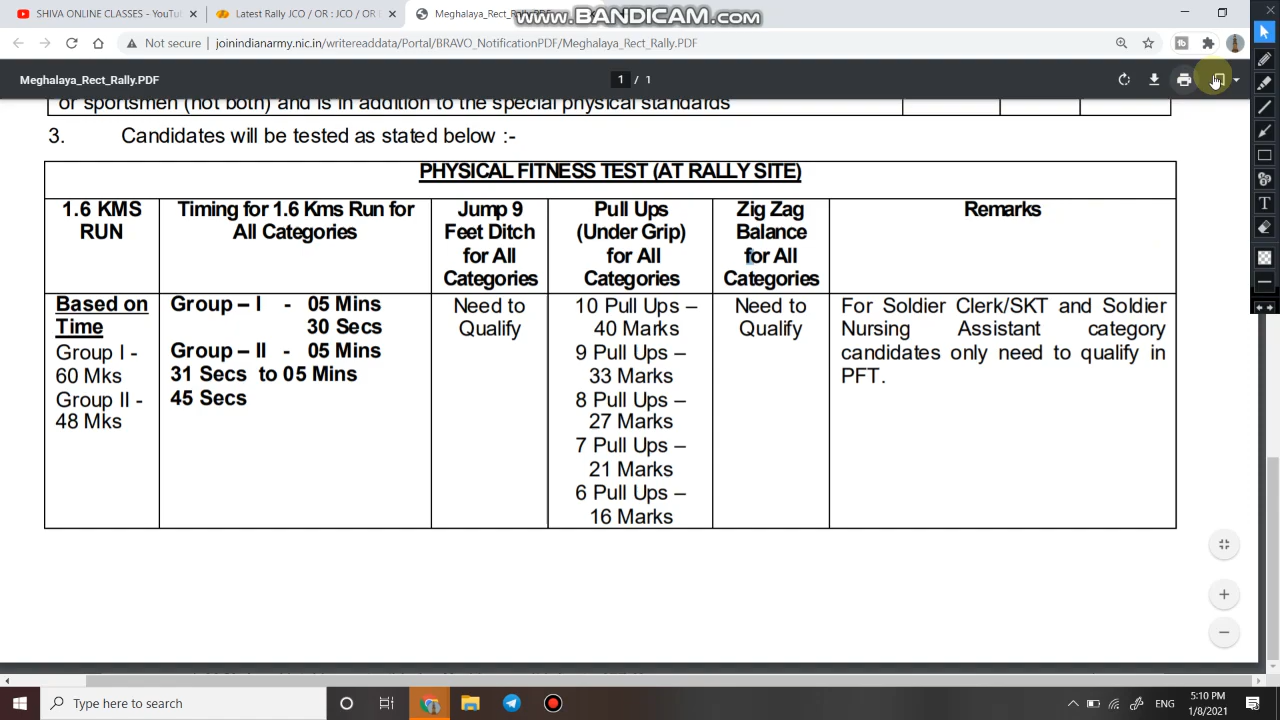 SHIVA ONLINE CLASSES - YouTu
Latest Rally JCO / OR : JCO / OR I
Meghalaya_Rect_Rally.PDF
www.BANDICAM.com
Not secure
joinindianarmy.nic.in/writereaddata/Portal/BRAVO_NotificationPDF/Meghalaya_Rect_Rally.PDF
Meghalaya_Rect_Rally.PDF
1 / 1
or sportsmen (not both) and is in addition to the special physical standards
3. Candidates will be tested as stated below :-
PHYSICAL FITNESS TEST (AT RALLY SITE)
1.6 KMS
RUN
Timing for 1.6 Kms Run for
All Categories
Jump 9
Feet Ditch
for All
Categories
Pull Ups
(Under Grip)
for All
Categories
Zig Zag
Balance
for All
Categories
Remarks
Based on
Time
Group I -
60 Mks
Group II -
48 Mks
Group – I - 05 Mins
30 Secs
Group – II - 05 Mins
31 Secs to 05 Mins
45 Secs
Need to
Qualify
10 Pull Ups –
40 Marks
9 Pull Ups –
33 Marks
8 Pull Ups –
27 Marks
7 Pull Ups –
21 Marks
6 Pull Ups –
16 Marks
Need to
Qualify
For Soldier Clerk/SKT and Soldier
Nursing Assistant category
candidates only need to qualify in
PFT.
Type here to search
ENG
5:10 PM
1/8/2021